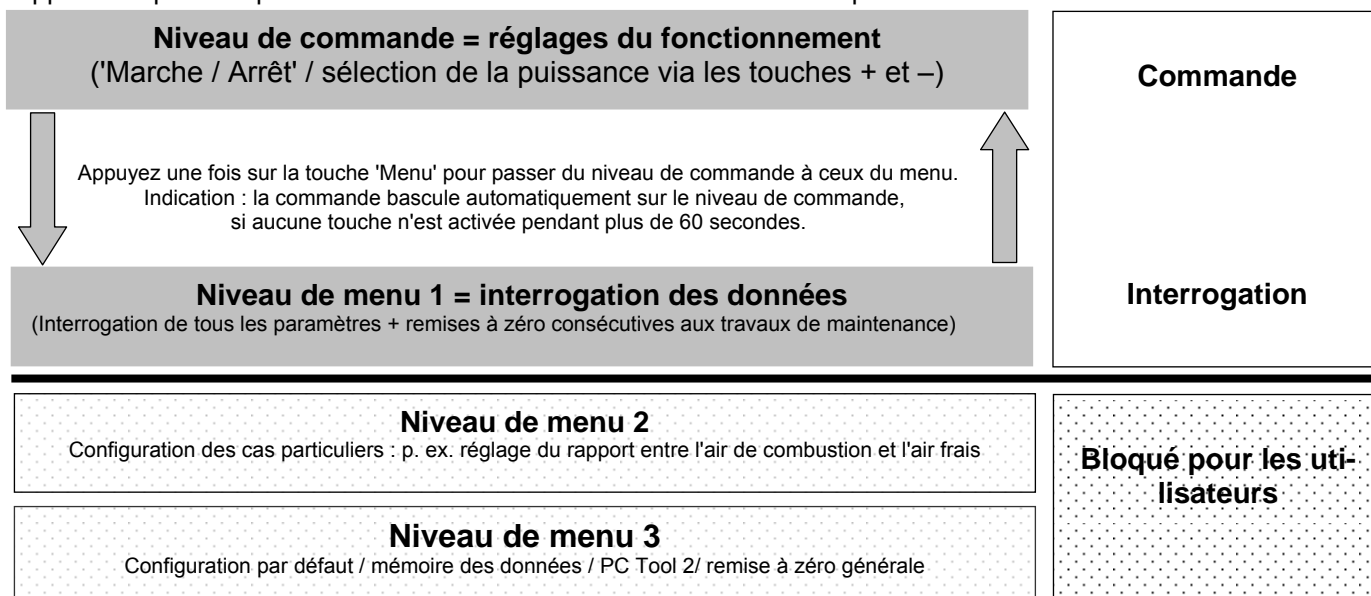 Niveau de commande = réglages du fonctionnement
('Marche / Arrêt' / sélection de la puissance via les touches + et –)
Commande
Appuyez une fois sur la touche 'Menu' pour passer du niveau de commande à ceux du menu.
Indication : la commande bascule automatiquement sur le niveau de commande,
si aucune touche n'est activée pendant plus de 60 secondes.
Niveau de menu 1 = interrogation des données
(Interrogation de tous les paramètres + remises à zéro consécutives aux travaux de maintenance)
Interrogation
Niveau de menu 2
Configuration des cas particuliers : p. ex. réglage du rapport entre l'air de combustion et l'air frais
Bloqué pour les uti-
lisateurs
Niveau de menu 3
Configuration par défaut / mémoire des données / PC Tool 2/ remise à zéro générale